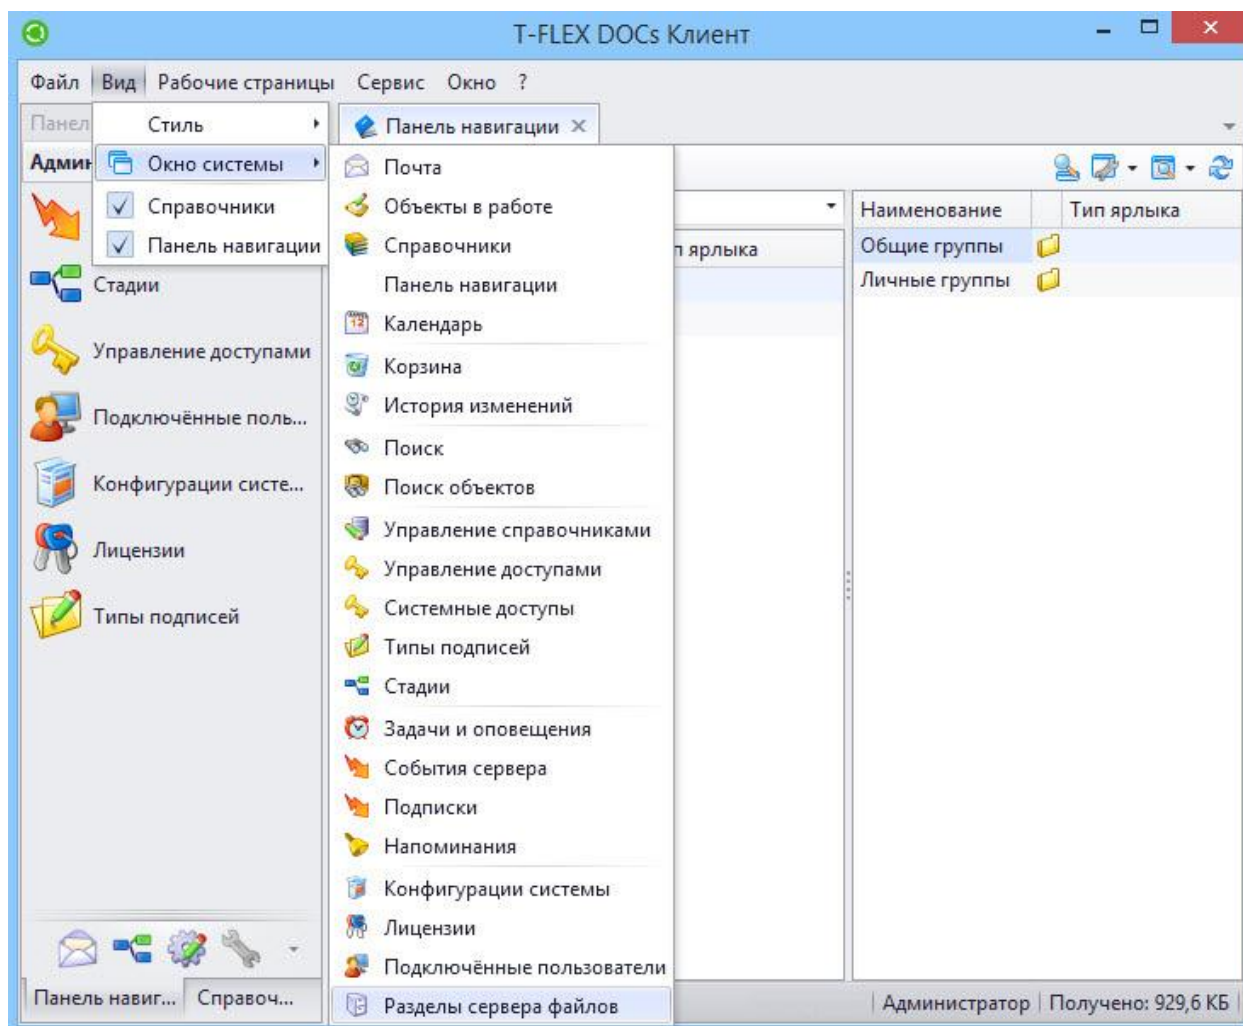 T-FLEX DOCs Клиент
Файл Вид Рабочие страницы Сервис Окно ?
Панел
Стиль
Панель навигации
Админ
Окно системы
Справочники
Панель навигации
Стадии
Управление доступами
Подключённые поль...
Конфигурации систе...
Лицензии
Типы подписей
Почта
Объекты в работе
Справочники
Панель навигации
Календарь
Корзина
История изменений
Поиск
Поиск объектов
Управление справочниками
Управление доступами
Системные доступы
Типы подписей
Стадии
Задачи и оповещения
События сервера
Подписки
Напоминания
Конфигурации системы
Лицензии
Подключённые пользователи
Разделы сервера файлов
п ярлыка
Наименование Тип ярлыка
Общие группы
Личные группы
Панель навиг... Справоч...
Администратор Получено: 929,6 КБ